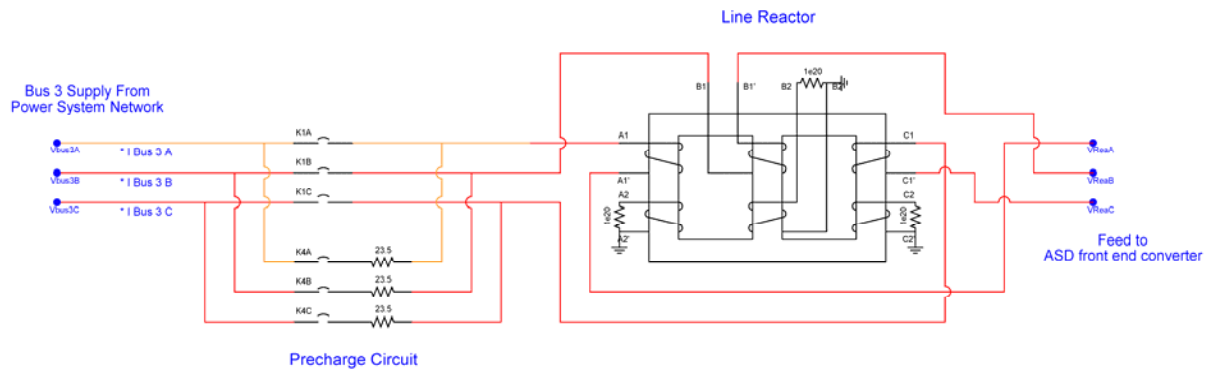 Line Reactor
Bus 3 Supply From
Power System Network
1e20
B1
B1'
B2
B2'
Vbus3A
* I Bus 3 A
K1A
A1
C1
VReaA
Vbus3B
* I Bus 3 B
K1B
A1'
C1'
VReaB
Vbus3C
* I Bus 3 C
K1C
A2
C2
VReaC
1e20
1e20
A2'
C2'
Feed to
ASD front end converter
K4A
23.5
K4B
23.5
K4C
23.5
Precharge Circuit